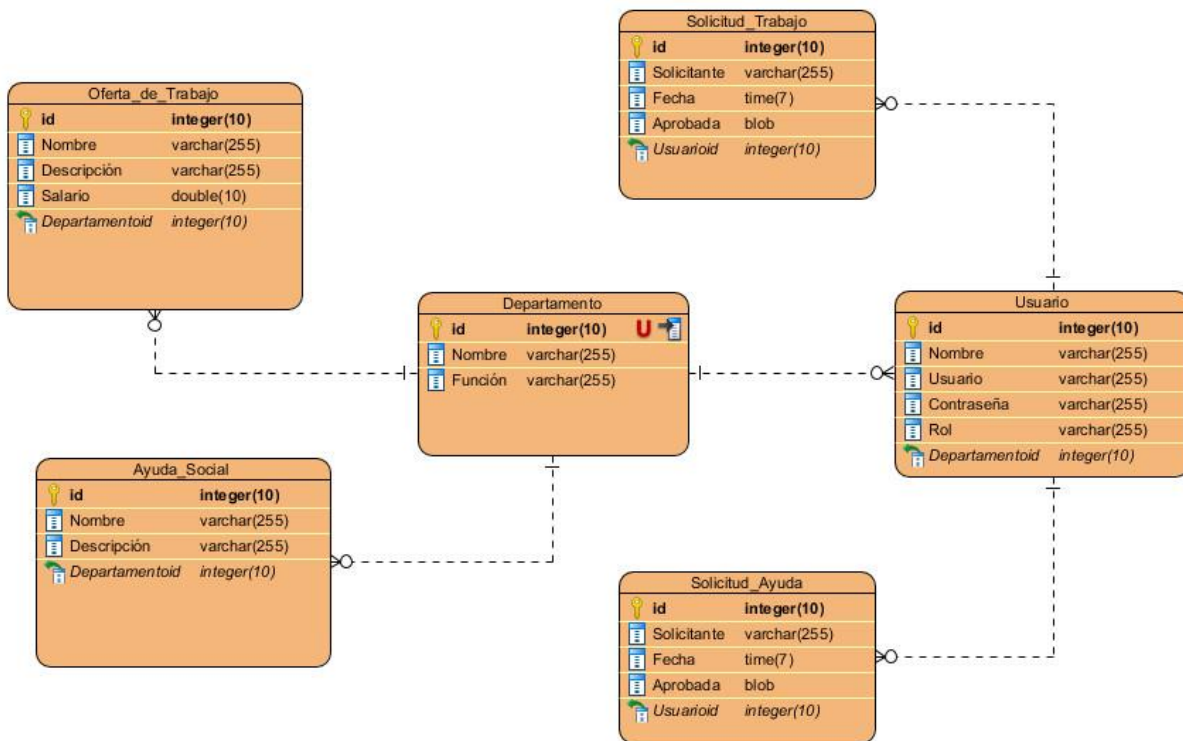 Solicitud_Trabajo
id integer(10)
Solicitante varchar(255)
Fecha time(7)
Aprobada blob
Usuarioid integer(10)
Oferta_de_Trabajo
id integer(10)
Nombre varchar(255)
Descripción varchar(255)
Salario double(10)
Departamentoid integer(10)
Departamento
id integer(10) U
Nombre varchar(255)
Función varchar(255)
Usuario
id integer(10)
Nombre varchar(255)
Usuario varchar(255)
Contraseña varchar(255)
Rol varchar(255)
Departamentoid integer(10)
Ayuda_Social
id integer(10)
Nombre varchar(255)
Descripción varchar(255)
Departamentoid integer(10)
Solicitud_Ayuda
id integer(10)
Solicitante varchar(255)
Fecha time(7)
Aprobada blob
Usuarioid integer(10)